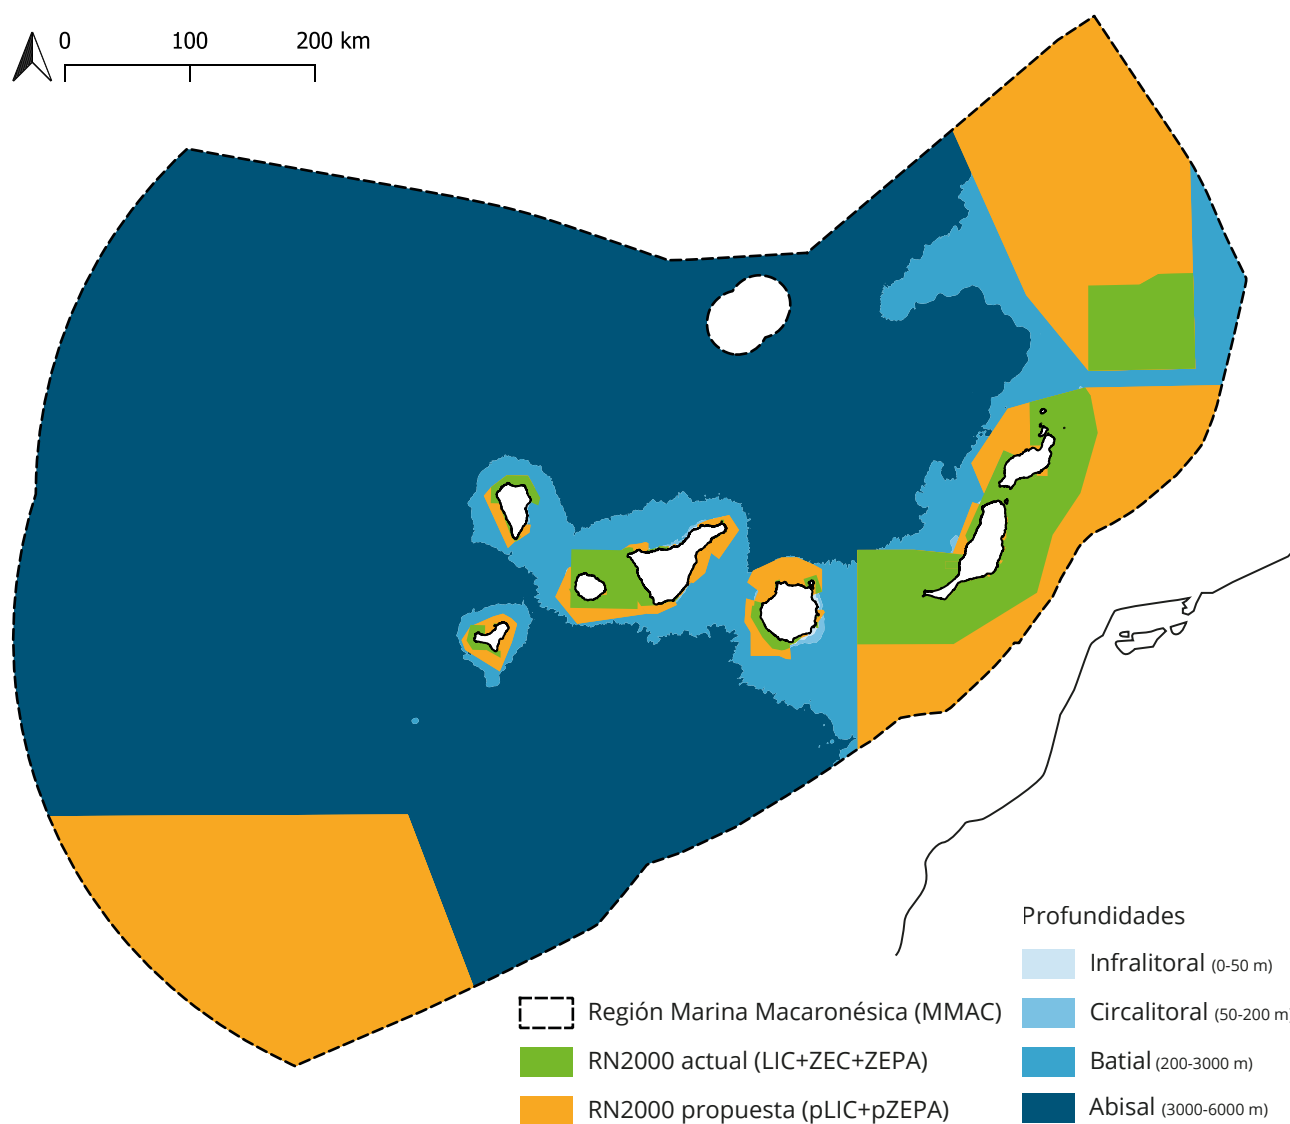 0 100 200 km
Profundidades
Infralitoral (0-50 m)
Circalitoral (50-200 m)
Batial (200-3000 m)
Abisal (3000-6000 m)
Región Marina Macaronésica (MMAC)
RN2000 actual (LIC+ZEC+ZEPA)
RN2000 propuesta (pLIC+pZEPA)